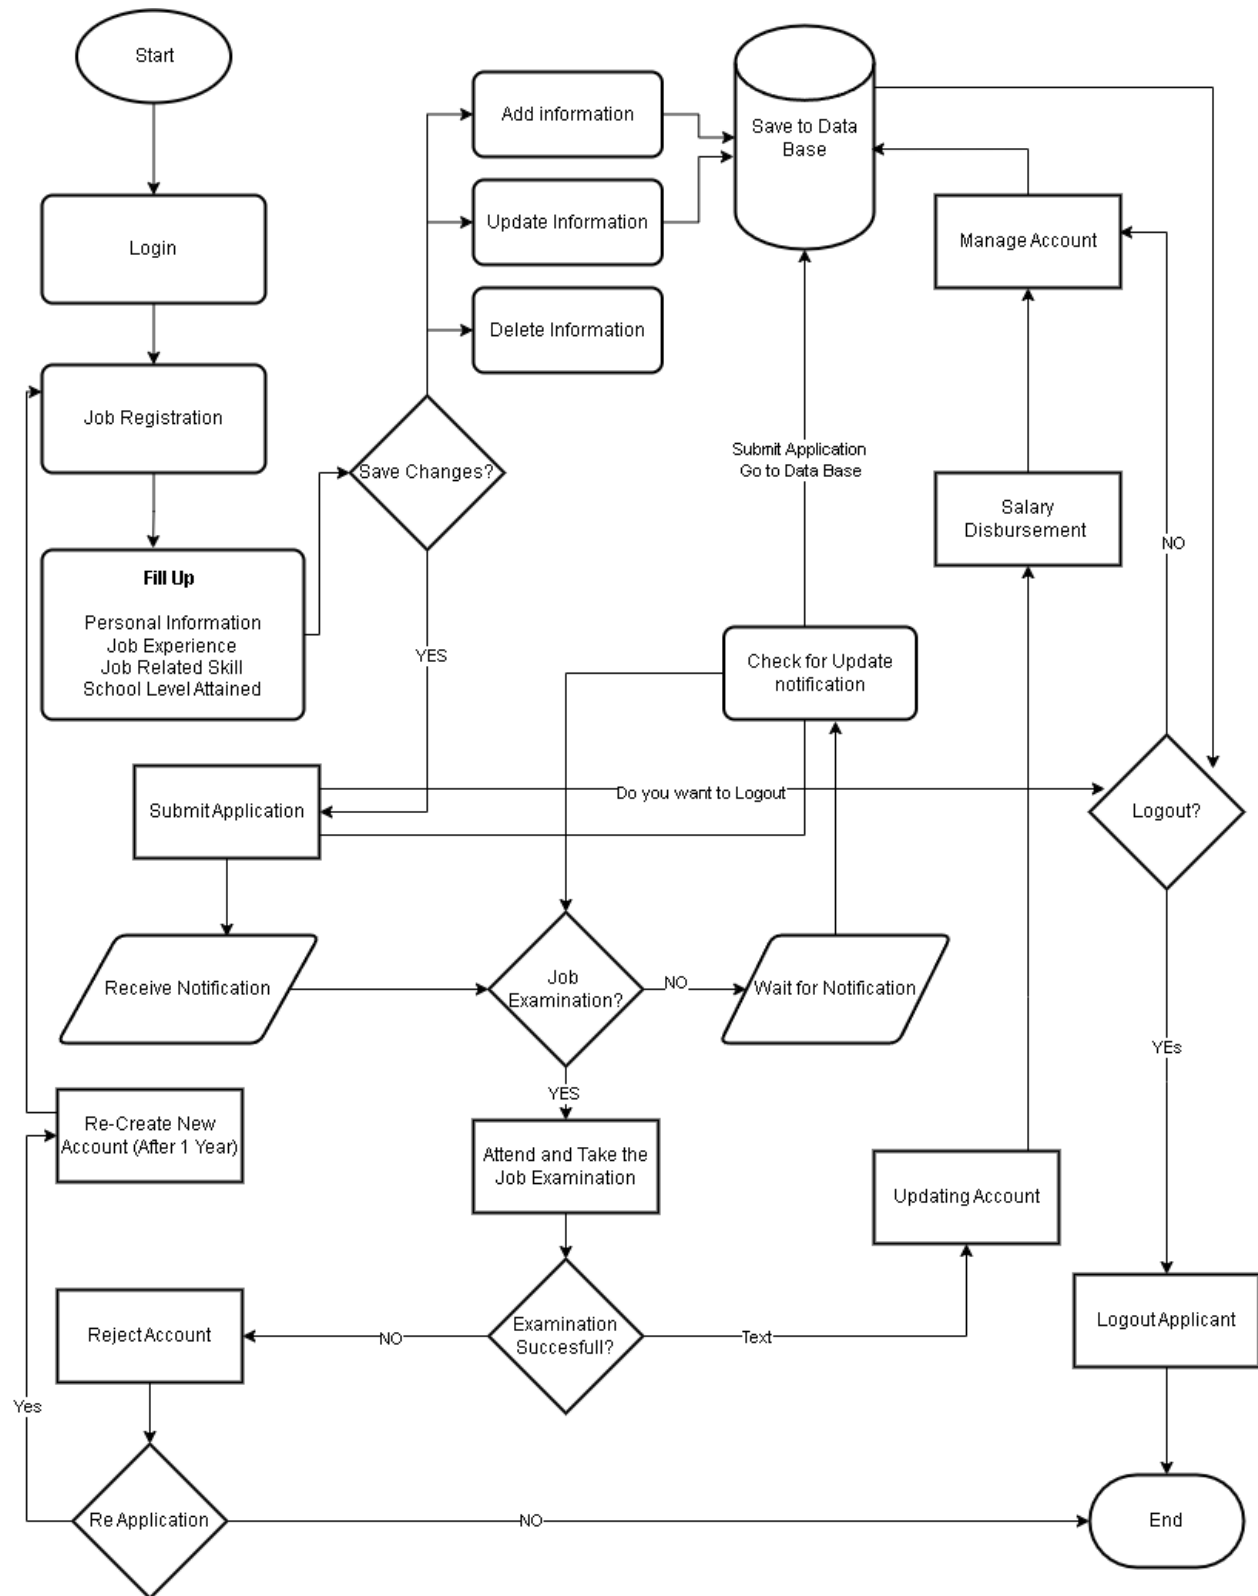 Start
Add information
Save to Data
Base
Update Information
Manage Account
Login
Delete Information
Job Registration
Save Changes?
Submit Application
Go to Data Base
Salary
Disbursement
NO
Fill Up
Personal Information
Job Experience
Job Related Skill
School Level Attained
YES
Check for Update
notification
Do you want to Logout
Submit Application
Logout?
Receive Notification
Job
Examination?
NO
Wait for Notification
YEs
YES
Re-Create New
Account (After 1 Year)
Attend and Take the
Job Examination
Updating Account
Reject Account
NO
Examination
Succesfull?
Text
Logout Applicant
Yes
Re Application
NO
End